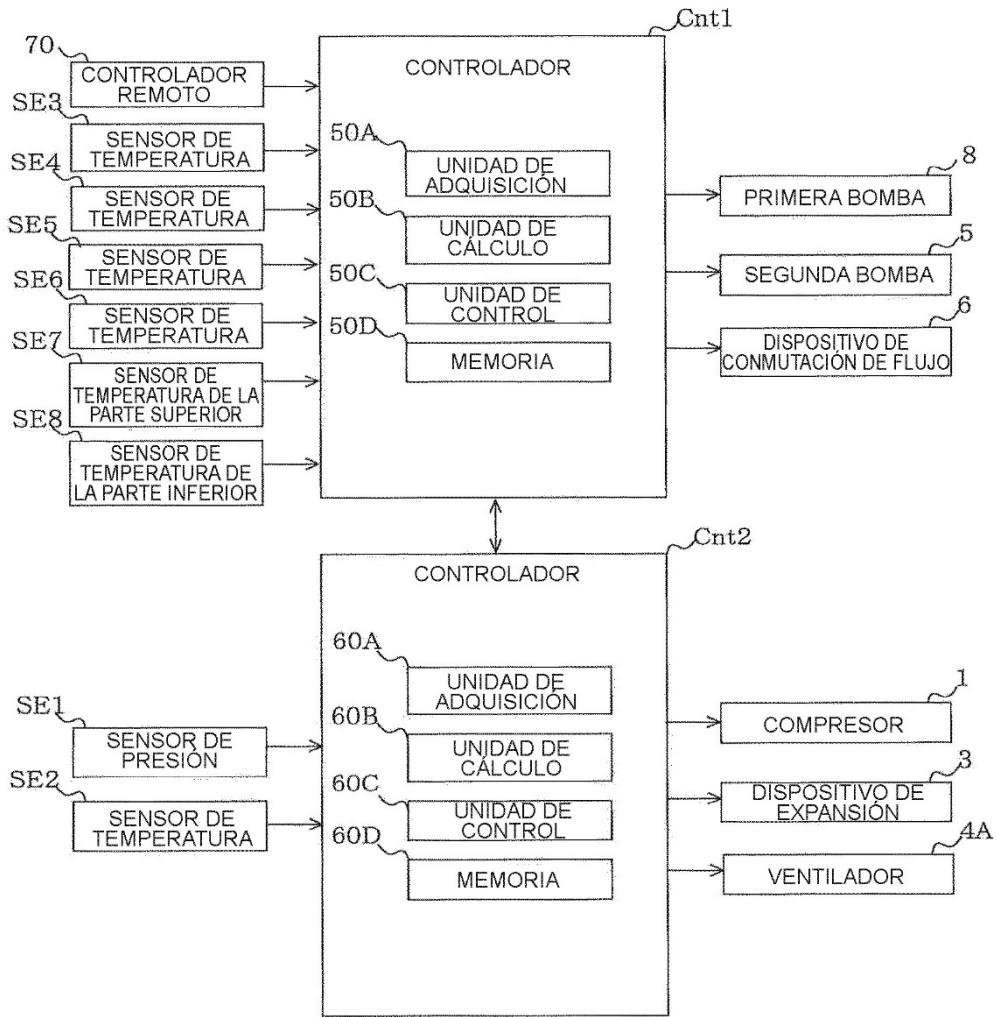 Cnt1
70
CONTROLADOR
REMOTO
CONTROLADOR
SE3
SENSOR DE
TEMPERATURA
SE4
SENSOR DE
TEMPERATURA
SE5
SENSOR DE
TEMPERATURA
SE6
SENSOR DE
TEMPERATURA
SE7
SENSOR DE
TEMPERATURA DE LA
PARTE SUPERIOR
SE8
SENSOR DE
TEMPERATURA DE
LA PARTE INFERIOR
50A
UNIDAD DE
ADQUISICIÓN
50B
UNIDAD DE
CÁLCULO
50C
UNIDAD DE
CONTROL
50D
MEMORIA
8
PRIMERA BOMBA
5
SEGUNDA BOMBA
6
DISPOSITIVO DE
CONMUTACIÓN DE FLUJO
Cnt2
CONTROLADOR
SE1
SENSOR DE
PRESIÓN
SE2
SENSOR DE
TEMPERATURA
60A
UNIDAD DE
ADQUISICIÓN
60B
UNIDAD DE
CÁLCULO
60C
UNIDAD DE
CONTROL
60D
MEMORIA
1
COMPRESOR
3
DISPOSITIVO DE
EXPANSIÓN
4A
VENTILADOR